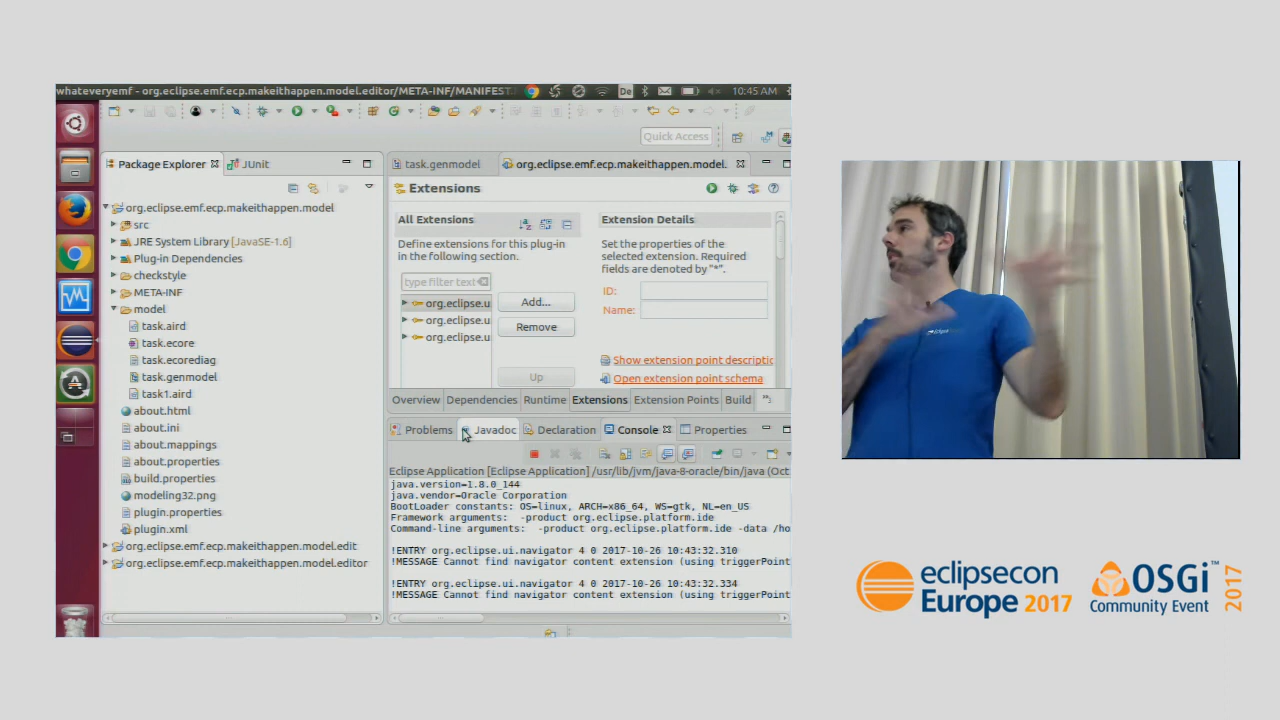 whateveryemf - org.eclipse.emf.ecp.makeithappen.model.editor/META-INF/MANIFEST.
De
10:45 AM
Quick Access
Package Explorer
JUnit
task.genmodel
org.eclipse.emf.ecp.makeithappen.model.
org.eclipse.emf.ecp.makeithappen.model
src
JRE System Library [JavaSE-1.6]
Plug-in Dependencies
checkstyle
META-INF
model
task.aird
task.ecore
task.ecorediag
task.genmodel
task1.aird
about.html
about.ini
about.mappings
about.properties
build.properties
modeling32.png
plugin.properties
plugin.xml
org.eclipse.emf.ecp.makeithappen.model.edit
org.eclipse.emf.ecp.makeithappen.model.editor
Extensions
All Extensions
Define extensions for this plug-in
in the following section.
type filter text
org.eclipse.u
org.eclipse.u
org.eclipse.u
Add...
Remove
Up
Extension Details
Set the properties of the
selected extension. Required
fields are denoted by "*".
ID:
Name:
Show extension point descriptic
Open extension point schema
Overview
Dependencies
Runtime
Extensions
Extension Points
Build
Problems
Javadoc
Declaration
Console
Properties
Eclipse Application [Eclipse Application] /usr/lib/jvm/java-8-oracle/bin/java (Oct
java.version=1.8.0_144
java.vendor=Oracle Corporation
BootLoader constants: OS=linux, ARCH=x86_64, WS=gtk, NL=en_US
Framework arguments:  -product org.eclipse.platform.ide
Command-line arguments:  -product org.eclipse.platform.ide -data /ho
!ENTRY org.eclipse.ui.navigator 4 0 2017-10-26 10:43:32.310
!MESSAGE Cannot find navigator content extension (using triggerPoint
!ENTRY org.eclipse.ui.navigator 4 0 2017-10-26 10:43:32.334
!MESSAGE Cannot find navigator content extension (using triggerPoint
eclipsecon
Europe 2017
OSGi™
Community Event
2017